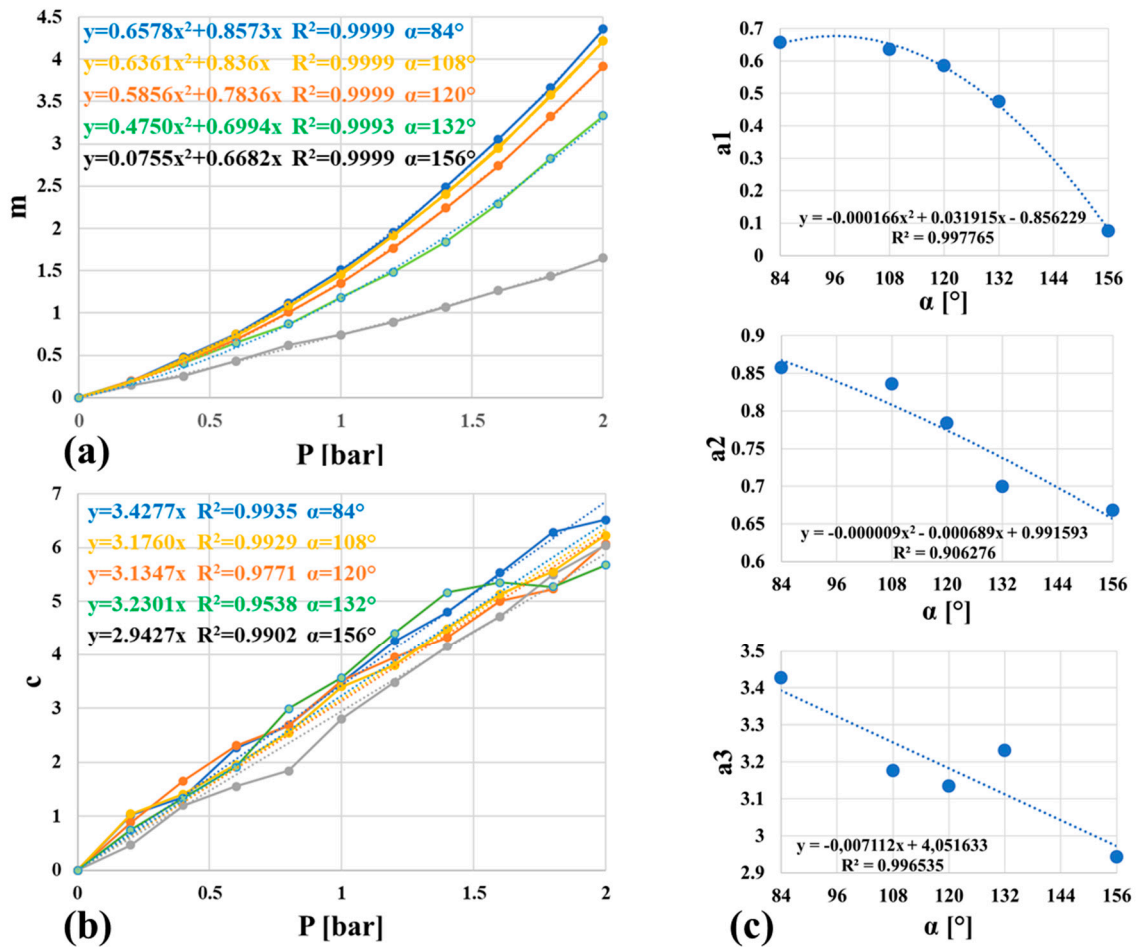 4.5
4
3.5
3
2.5
2
1.5
1
0.5
0
m
y=0.6578x²+0.8573x R²=0.9999 α=84°
y=0.6361x²+0.836x R²=0.9999 α=108°
y=0.5856x²+0.7836x R²=0.9999 α=120°
y=0.4750x²+0.6994x R²=0.9993 α=132°
y=0.0755x²+0.6682x R²=0.9999 α=156°
0 0.5 1 1.5 2
(a) P [bar]
7
6
5
4
3
2
1
0
c
y=3.4277x R²=0.9935 α=84°
y=3.1760x R²=0.9929 α=108°
y=3.1347x R²=0.9771 α=120°
y=3.2301x R²=0.9538 α=132°
y=2.9427x R²=0.9902 α=156°
0 0.5 1 1.5 2
(b) P [bar]
0.7
0.6
0.5
0.4
0.3
0.2
0.1
0
a1
y = -0.000166x² + 0.031915x - 0.856229
R² = 0.997765
84 96 108 120 132 144 156
α [°]
0.9
0.85
0.8
0.75
0.7
0.65
0.6
a2
y = -0.000009x² - 0.000689x + 0.991593
R² = 0.906276
84 96 108 120 132 144 156
α [°]
3.5
3.4
3.3
3.2
3.1
3
2.9
a3
y = -0,007112x + 4,051633
R² = 0.996535
84 96 108 120 132 144 156
(c) α [°]